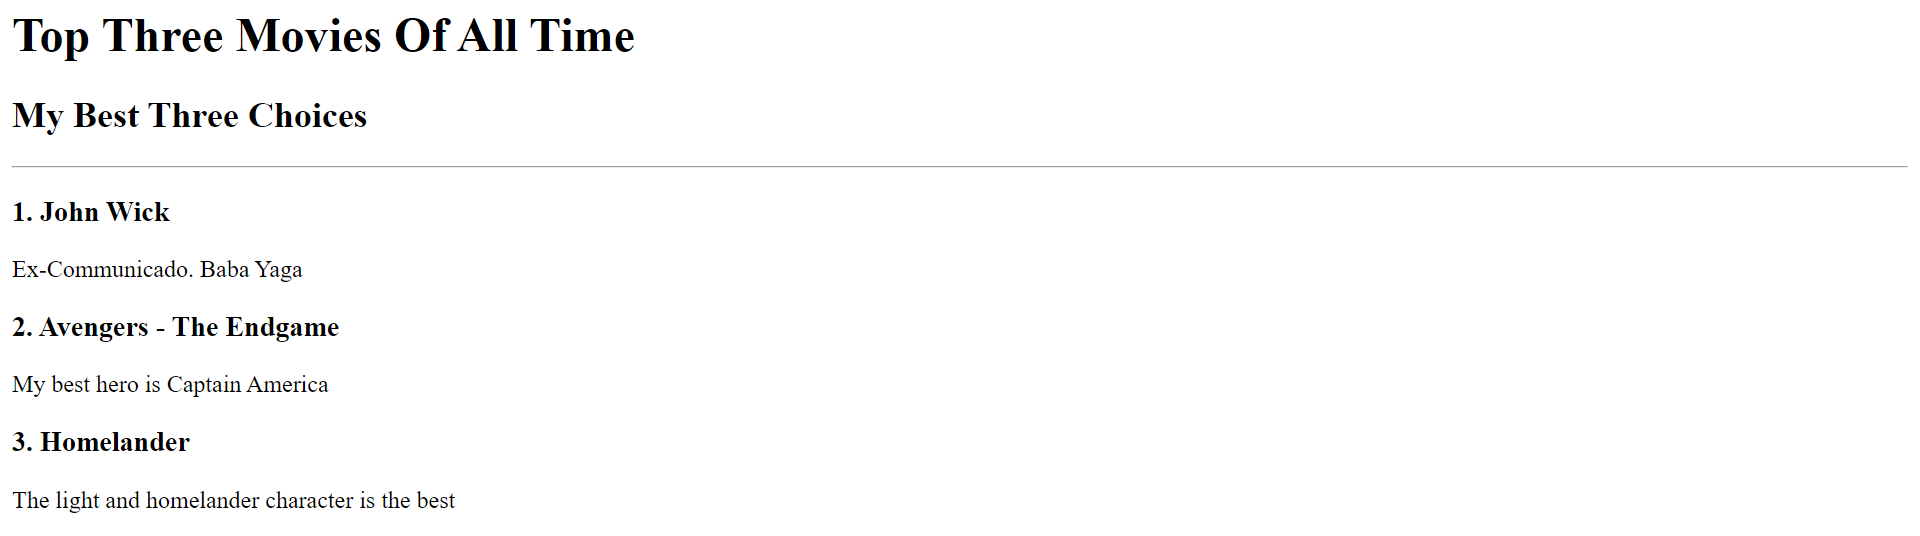 Top Three Movies Of All Time
My Best Three Choices
1. John Wick
Ex-Communicado. Baba Yaga
2. Avengers - The Endgame
My best hero is Captain America
3. Homelander
The light and homelander character is the best